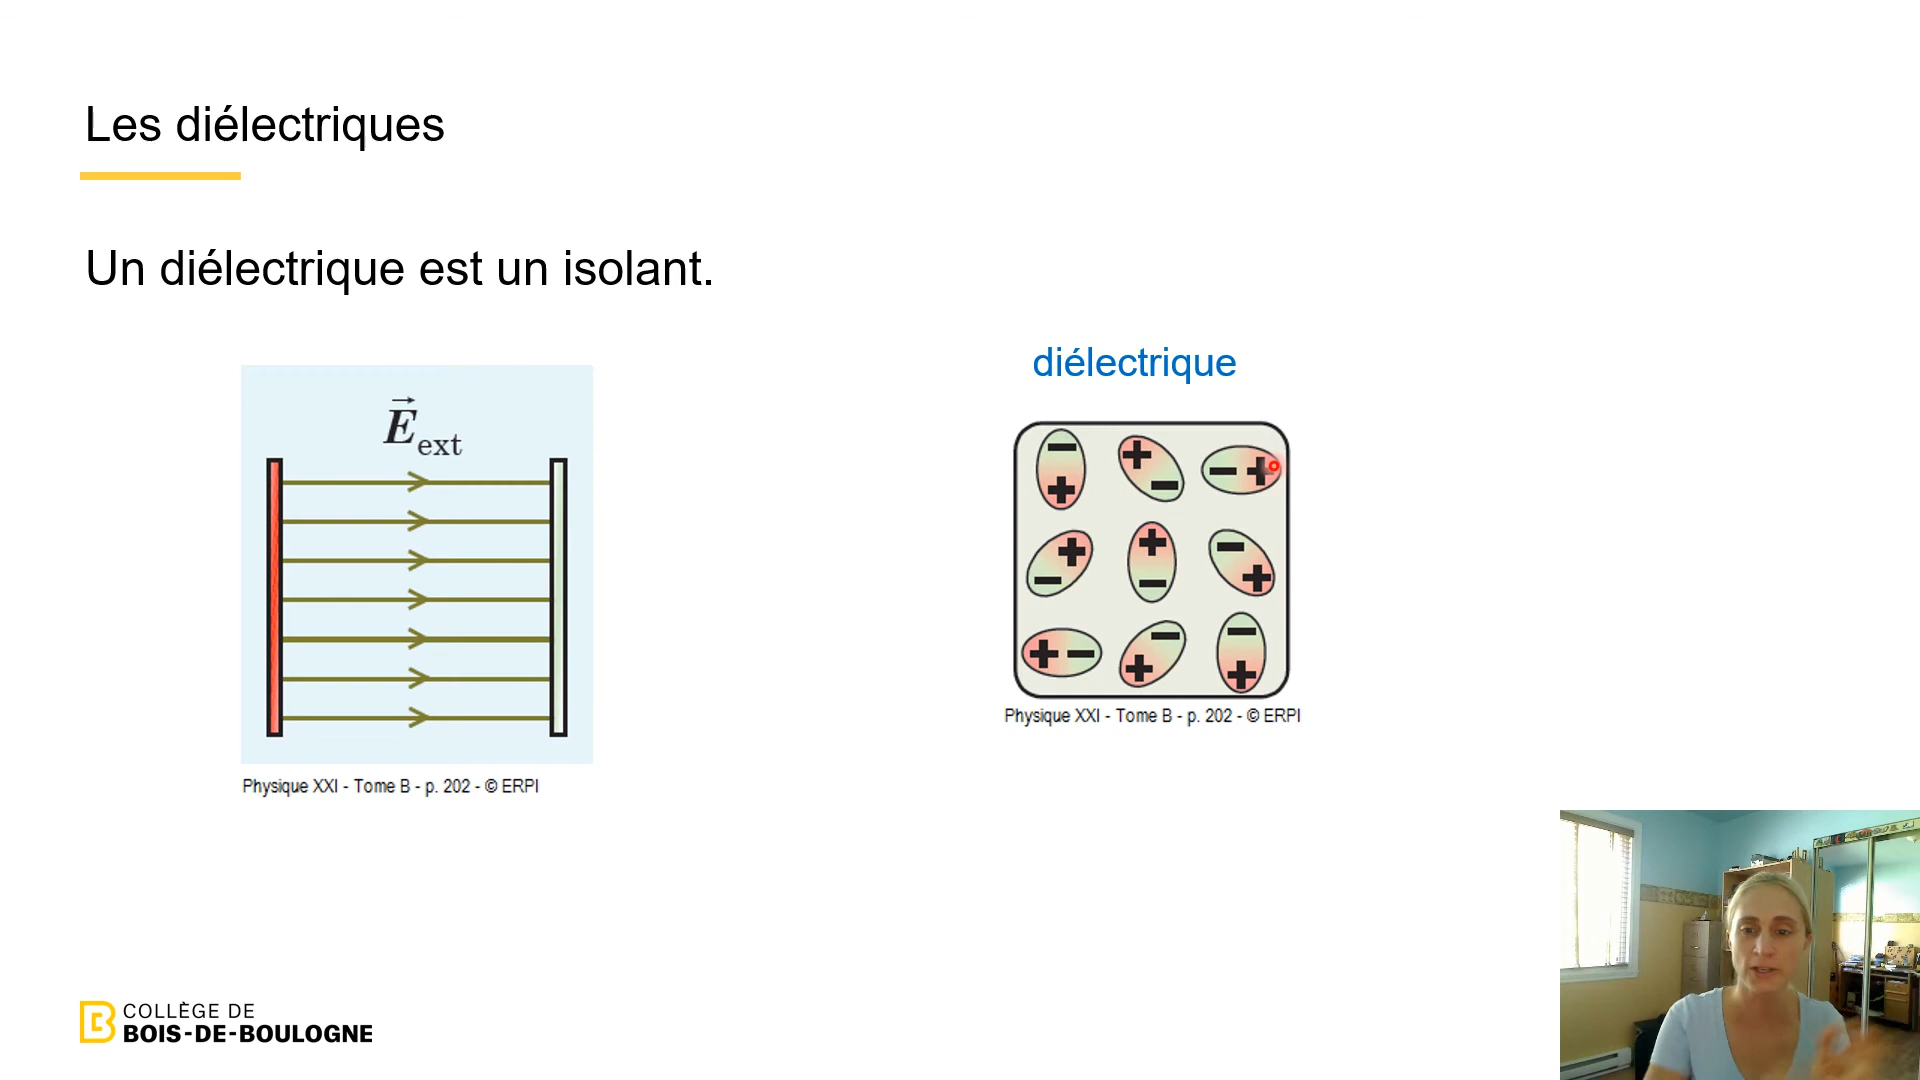 Les diélectriques
Un diélectrique est un isolant.
E ext
Physique XXI - Tome B - p. 202 - © ERPI
diélectrique
− + − − +
+ −
+ + − −
− − +
+ − − −
+ +
Physique XXI - Tome B - p. 202 - © ERPI
COLLÈGE DE
BOIS-DE-BOULOGNE